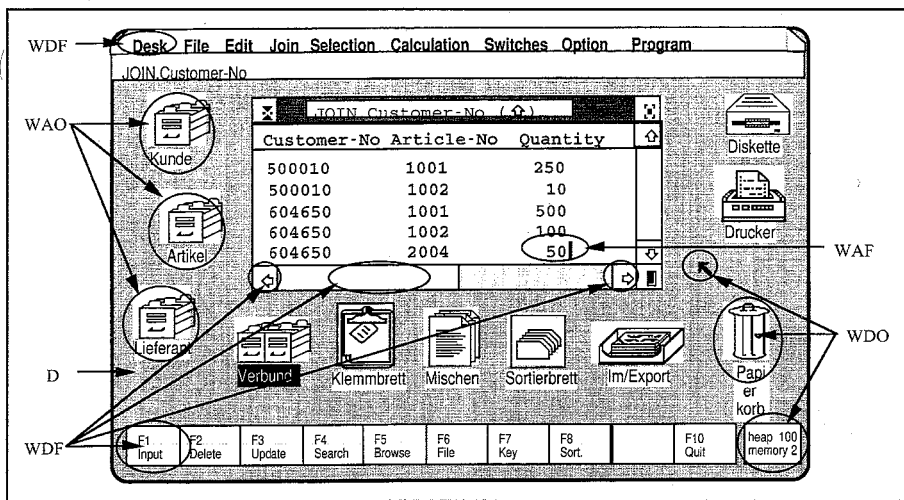 WDF
Desk File Edit Join Selection Calculation Switches Option Program
JOIN.Customer-No
WAO
JOIN Customer-No (⇧)
Customer-No Article-No Quantity
500010 1001 250
500010 1002 10
604650 1001 500
604650 1002 100
604650 2004 50
Kunde
Artikel
Lieferant
Diskette
Drucker
WAF
WDO
D
Verbund
Klemmbrett
Mischen
Sortierbrett
Im/Export
Papi
er
korb
WDF
F1 Input
F2 Delete
F3 Update
F4 Search
F5 Browse
F6 File
F7 Key
F8 Sort.
F10 Quit
heap 100
memory 2